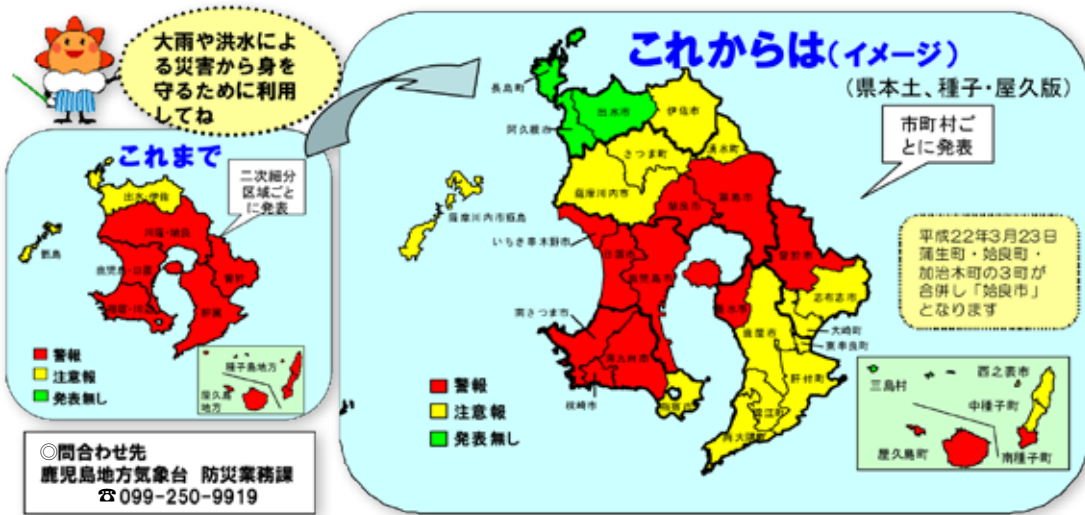 大雨や洪水によ
る災害から身を
守るために利用
してね
これまで
二次細分
区域ごと
に発表
出水・伊佐
川薩・姶良
甑島
鹿児島・日置
曽於
肝属
警報
注意報
発表無し
種子島地方
屋久島
地方
◎問合わせ先
鹿児島地方気象台 防災業務課
☎099-250-9919
これからは(イメージ)
(県本土、種子・屋久版)
市町村ご
とに発表
長島町
出水市
伊佐市
阿久根市
さつま町
湧水町
薩摩川内市
薩摩川内市甑島
姶良市
霧島市
いちき串木野市
日置市
鹿児島市
曽於市
垂水市
志布志市
南さつま市
鹿屋市
大崎町
東串良町
南九州市
肝付町
枕崎市
指宿市
錦江町
南大隅町
警報
注意報
発表無し
平成22年3月23日
蒲生町・姶良町・
加治木町の3町が
合併し「姶良市」
となります
三島村
西之表市
中種子町
屋久島町
南種子町